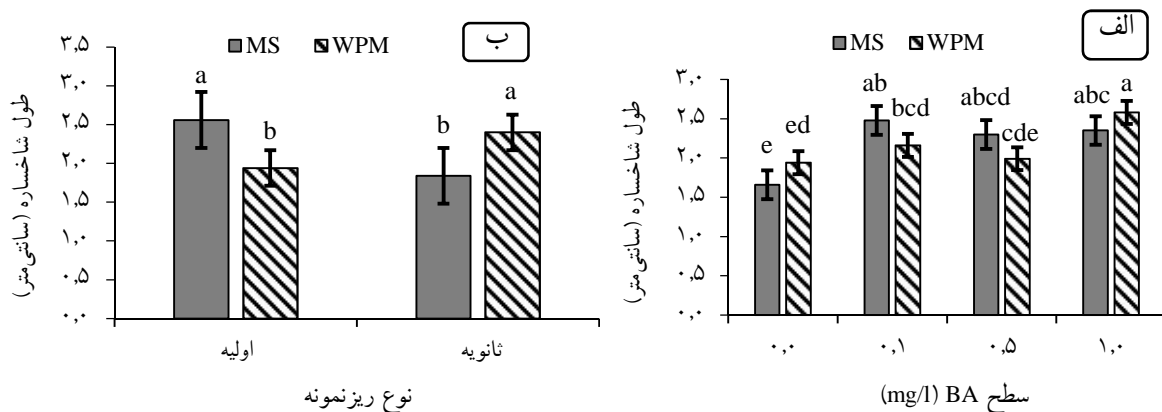 الف
MS WPM
طول شاخساره (سانتی‌متر)
۳٫۰
۲٫۵
۲٫۰
۱٫۵
۱٫۰
۰٫۵
۰٫۰
e ed ab bcd abcd cde abc a
۰٫۰ ۰٫۱ ۰٫۵ ۱٫۰
سطح BA (mg/l)
ب
MS WPM
طول شاخساره (سانتی‌متر)
۳٫۵
۳٫۰
۲٫۵
۲٫۰
۱٫۵
۱٫۰
۰٫۵
۰٫۰
a b b a
اولیه ثانویه
نوع ریزنمونه